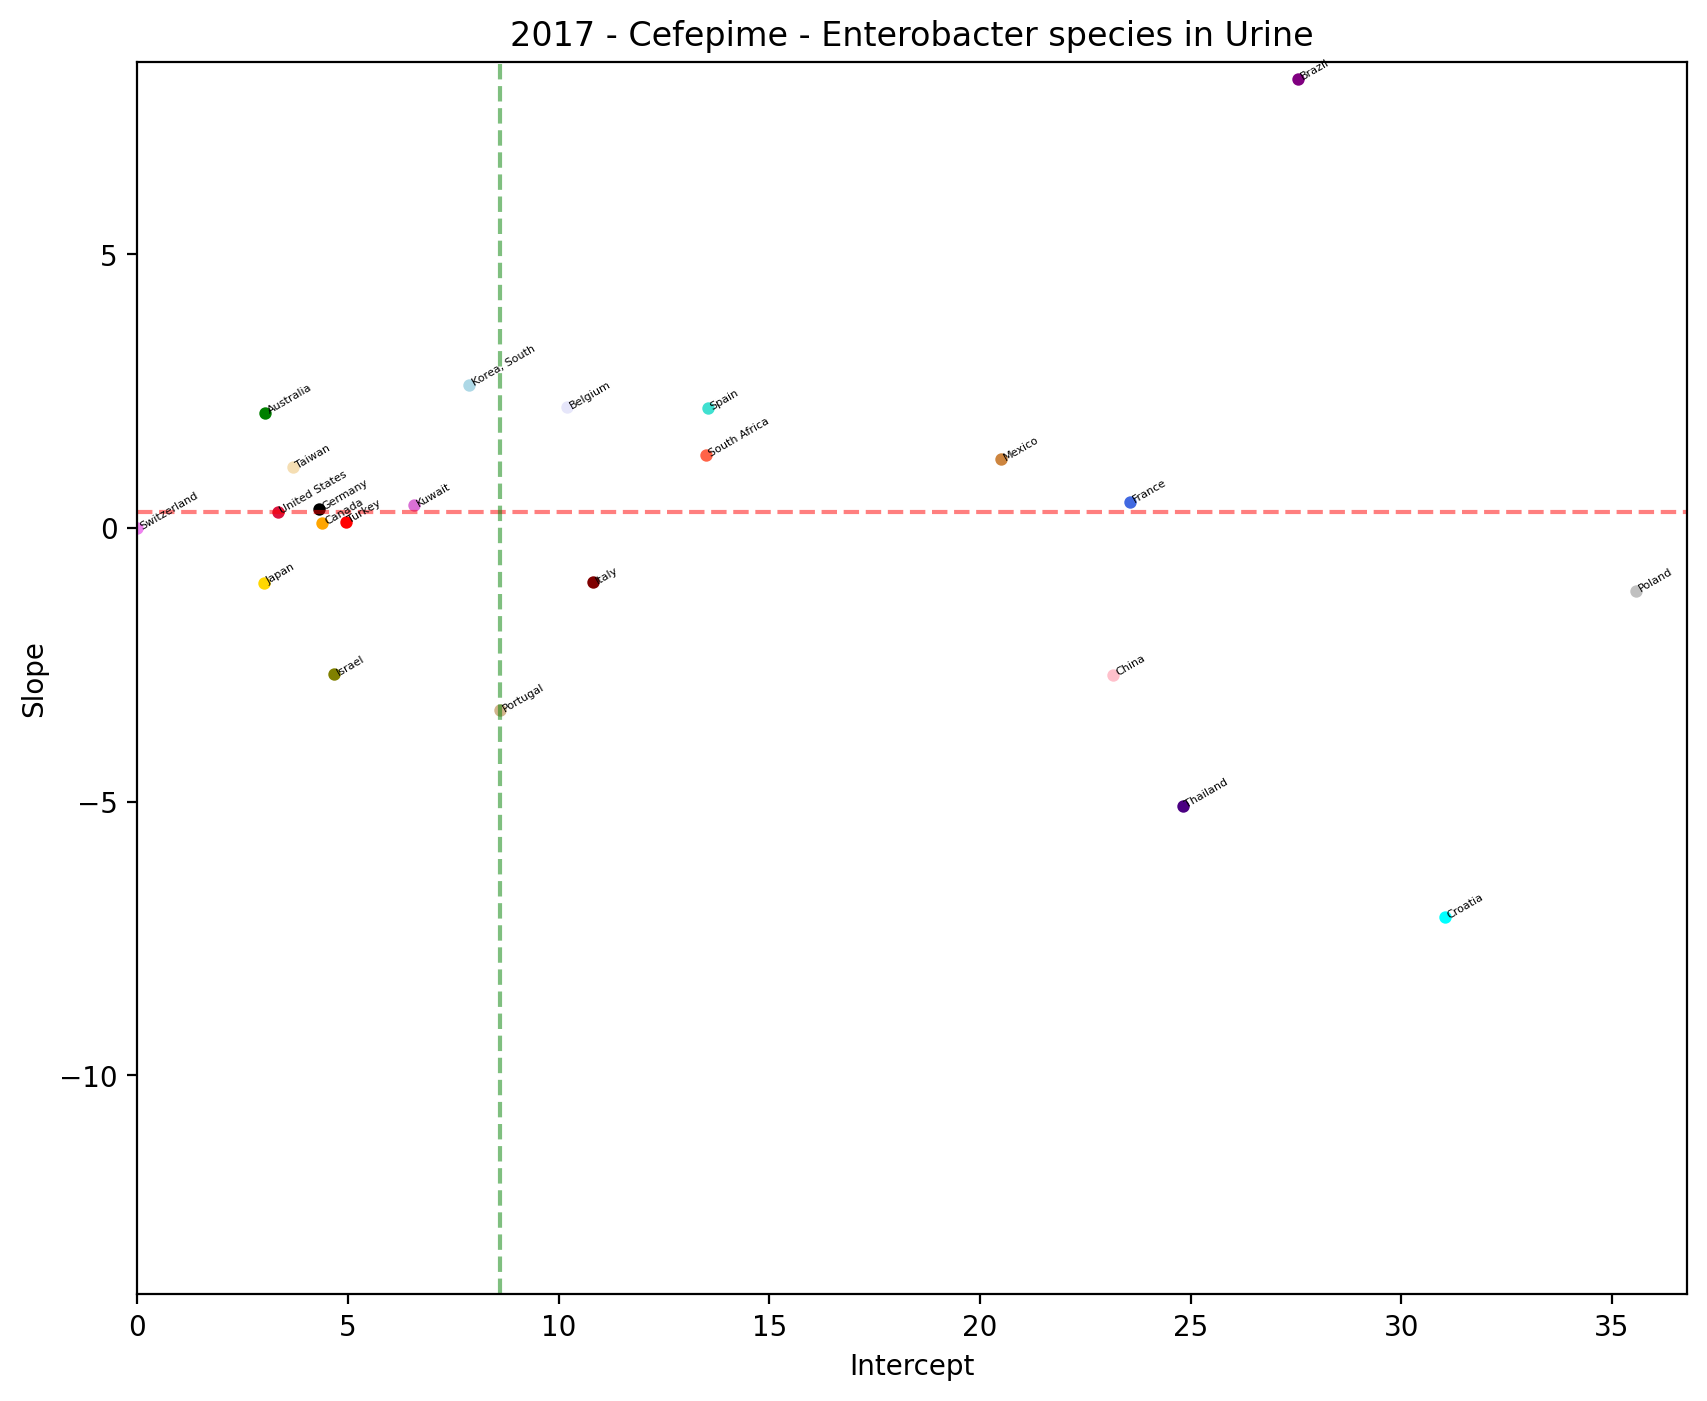 2017 - Cefepime - Enterobacter species in Urine
Brazil
5
Korea, South
Australia
Belgium
Spain
South Africa
Taiwan
Mexico
United States
Germany
Kuwait
France
Canada
Turkey
Switzerland
0
Japan
Italy
Poland
Israel
China
Slope
Portugal
−5
Thailand
Croatia
−10
0 5 10 15 20 25 30 35
Intercept